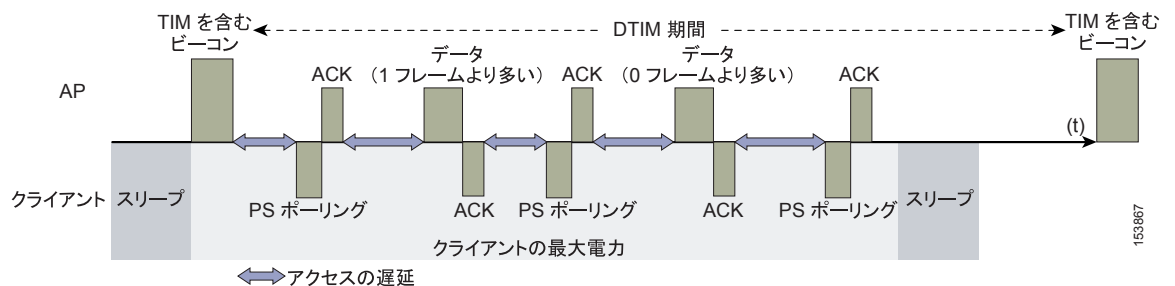 TIM を含む
ビーコン
DTIM 期間
TIM を含む
ビーコン
データ
(1 フレームより多い)
データ
(0 フレームより多い)
ACK
ACK
ACK
AP
(t)
クライアント
スリープ
PS ポーリング
ACK
PS ポーリング
ACK
PS ポーリング
スリープ
クライアントの最大電力
アクセスの遅延
153867